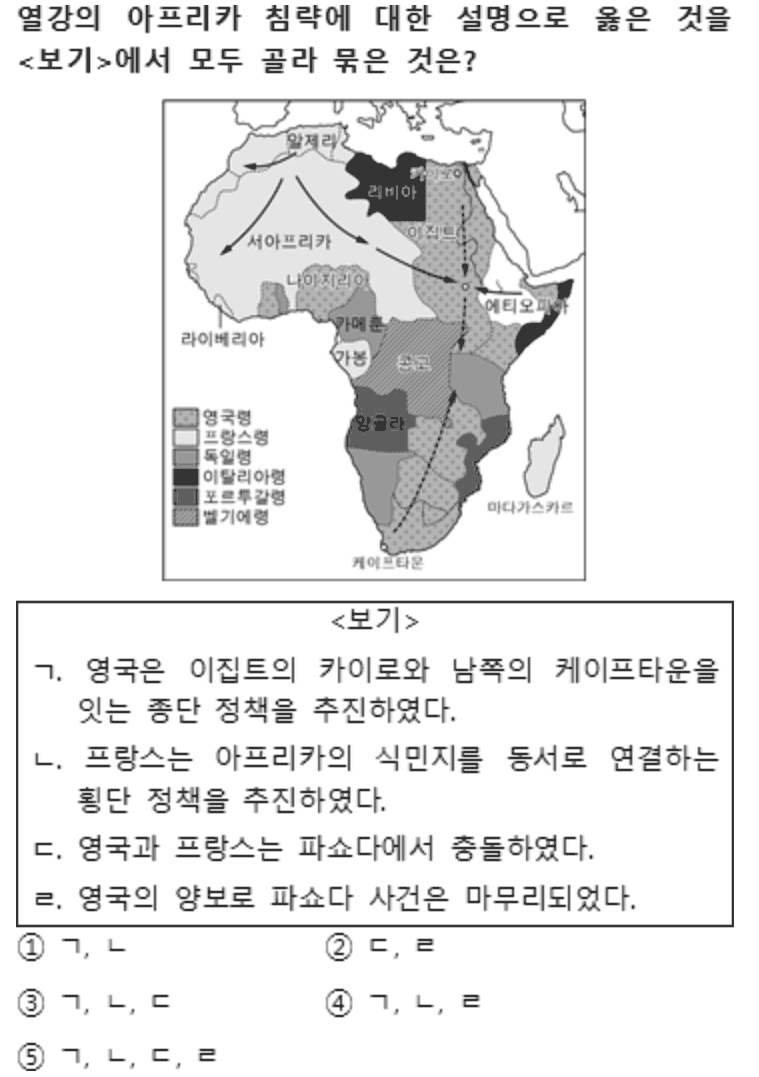 열강의 아프리카 침략에 대한 설명으로 옳은 것을
<보기>에서 모두 골라 묶은 것은?
알제리
카이로
리비아
이집트
서아프리카
나이지리아
에티오피아
라이베리아
카메룬
가봉
콩고
앙골라
영국령
프랑스령
독일령
이탈리아령
포르투갈령
벨기에령
마다가스카르
케이프타운
<보기>
ㄱ. 영국은 이집트의 카이로와 남쪽의 케이프타운을
잇는 종단 정책을 추진하였다.
ㄴ. 프랑스는 아프리카의 식민지를 동서로 연결하는
횡단 정책을 추진하였다.
ㄷ. 영국과 프랑스는 파쇼다에서 충돌하였다.
ㄹ. 영국의 양보로 파쇼다 사건은 마무리되었다.
① ㄱ, ㄴ ② ㄷ, ㄹ
③ ㄱ, ㄴ, ㄷ ④ ㄱ, ㄴ, ㄹ
⑤ ㄱ, ㄴ, ㄷ, ㄹ